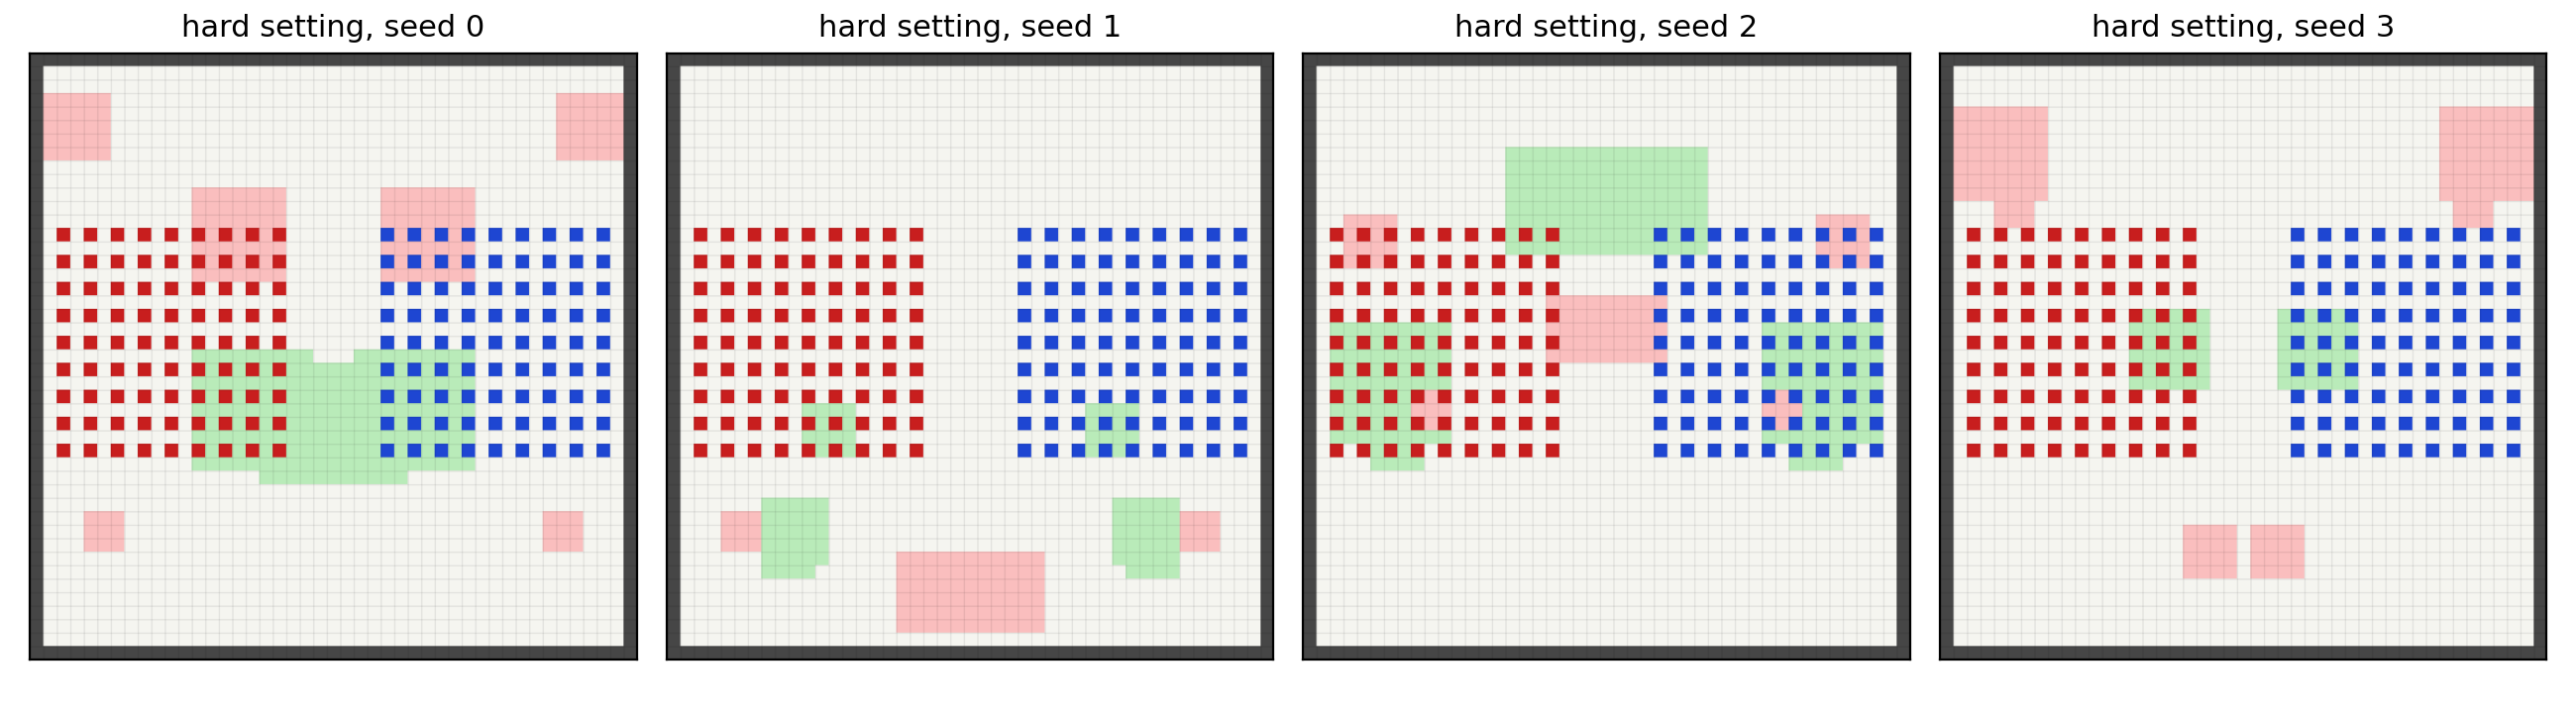 hard setting, seed 0
hard setting, seed 1
hard setting, seed 2
hard setting, seed 3